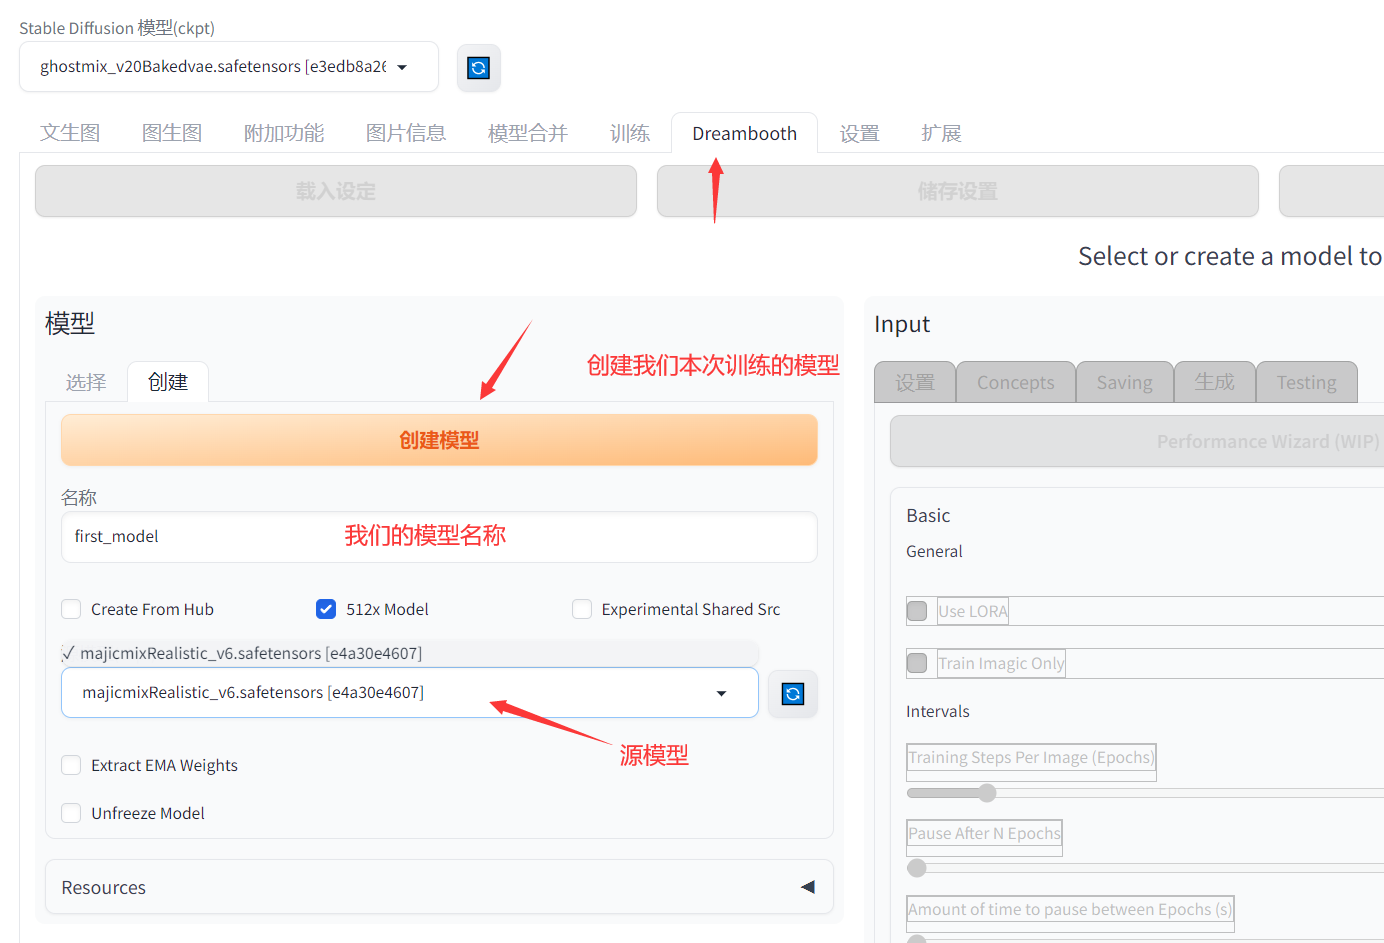 Stable Diffusion 模型(ckpt)
ghostmix_v20Bakedvae.safetensors [e3edb8a26
文生图 图生图 附加功能 图片信息 模型合并 训练 Dreambooth 设置 扩展
载入设定 储存设置
Select or create a model to
模型
选择 创建
创建我们本次训练的模型
创建模型
名称
first_model 我们的模型名称
Create From Hub 512x Model Experimental Shared Src
✓ majicmixRealistic_v6.safetensors [e4a30e4607]
majicmixRealistic_v6.safetensors [e4a30e4607]
源模型
Extract EMA Weights
Unfreeze Model
Resources
Input
设置 Concepts Saving 生成 Testing
Performance Wizard (WIP)
Basic
General
Use LORA
Train Imagic Only
Intervals
Training Steps Per Image (Epochs)
Pause After N Epochs
Amount of time to pause between Epochs (s)